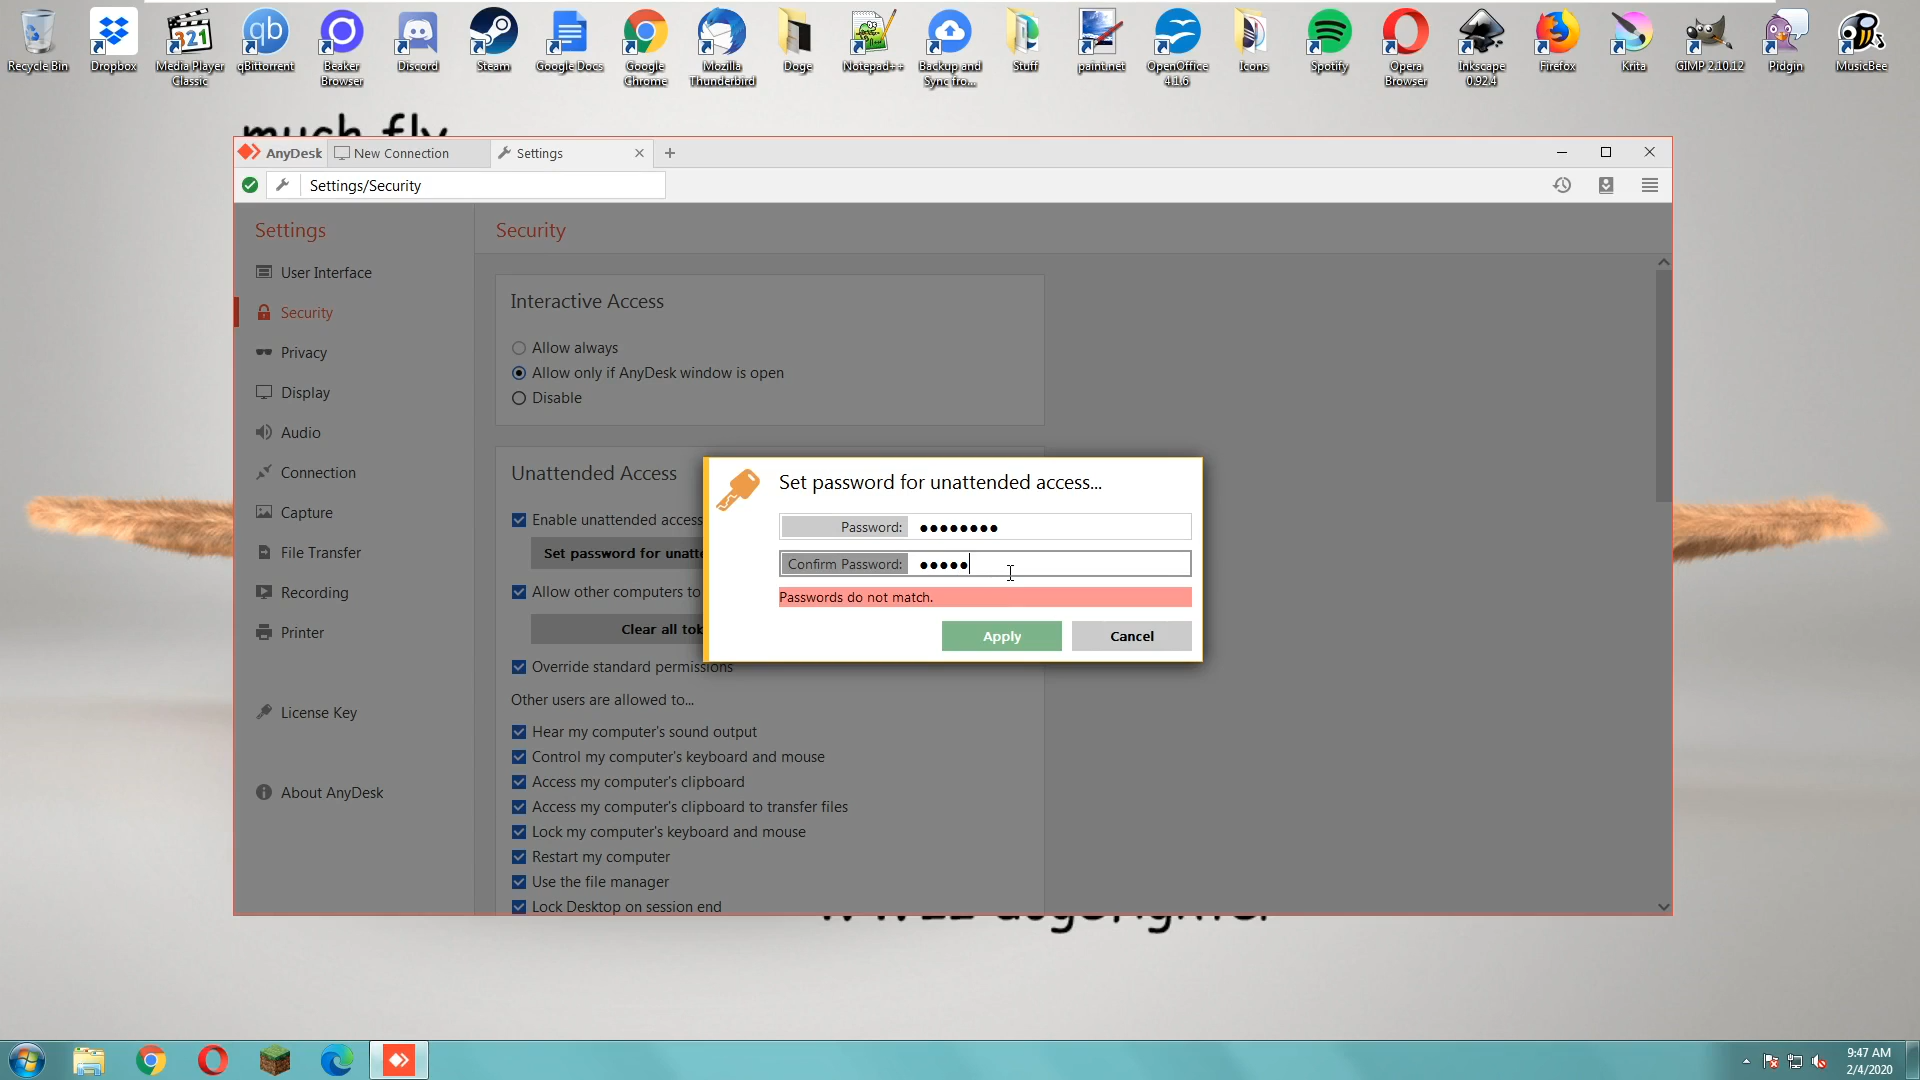 Recycle Bin
Dropbox
Media Player
Classic
qBittorrent
Beaker
Browser
Discord
Steam
Google Docs
Google
Chrome
Mozilla
Thunderbird
Doge
Notepad++
Backup and
Sync fro...
Stuff
paint.net
OpenOffice
4.1.6
Icons
Spotify
Opera
Browser
Inkscape
0.92.4
Firefox
Krita
GIMP 2.10.12
Pidgin
MusicBee
321
qb
much fly
AnyDesk
New Connection
Settings
Settings/Security
Settings
User Interface
Security
Privacy
Display
Audio
Connection
Capture
File Transfer
Recording
Printer
License Key
About AnyDesk
Security
Interactive Access
Allow always
Allow only if AnyDesk window is open
Disable
Unattended Access
Enable unattended access
Set password for unatte
Allow other computers to
Clear all tok
Override standard permissions
Other users are allowed to...
Hear my computer's sound output
Control my computer's keyboard and mouse
Access my computer's clipboard
Access my computer's clipboard to transfer files
Lock my computer's keyboard and mouse
Restart my computer
Use the file manager
Lock Desktop on session end
Set password for unattended access...
Password: ●●●●●●●●
Confirm Password: ●●●●●
Passwords do not match.
Apply
Cancel
9:47 AM
2/4/2020